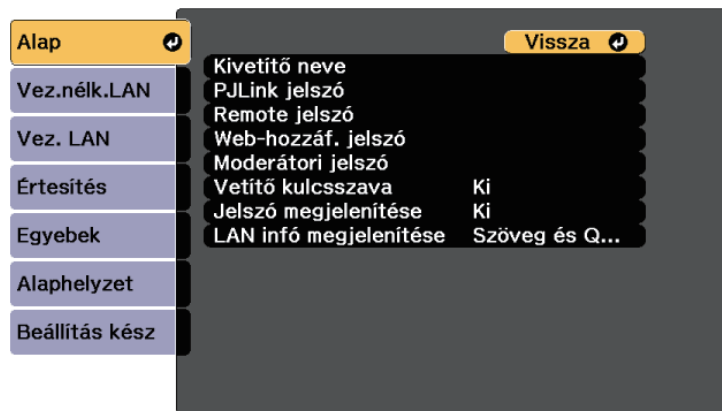 Alap
Vez.nélk.LAN
Vez. LAN
Értesítés
Egyebek
Alaphelyzet
Beállítás kész
Vissza
Kivetítő neve
PJLink jelszó
Remote jelszó
Web-hozzáf. jelszó
Moderátori jelszó
Vetítő kulcsszava Ki
Jelszó megjelenítése Ki
LAN infó megjelenítése Szöveg és Q...